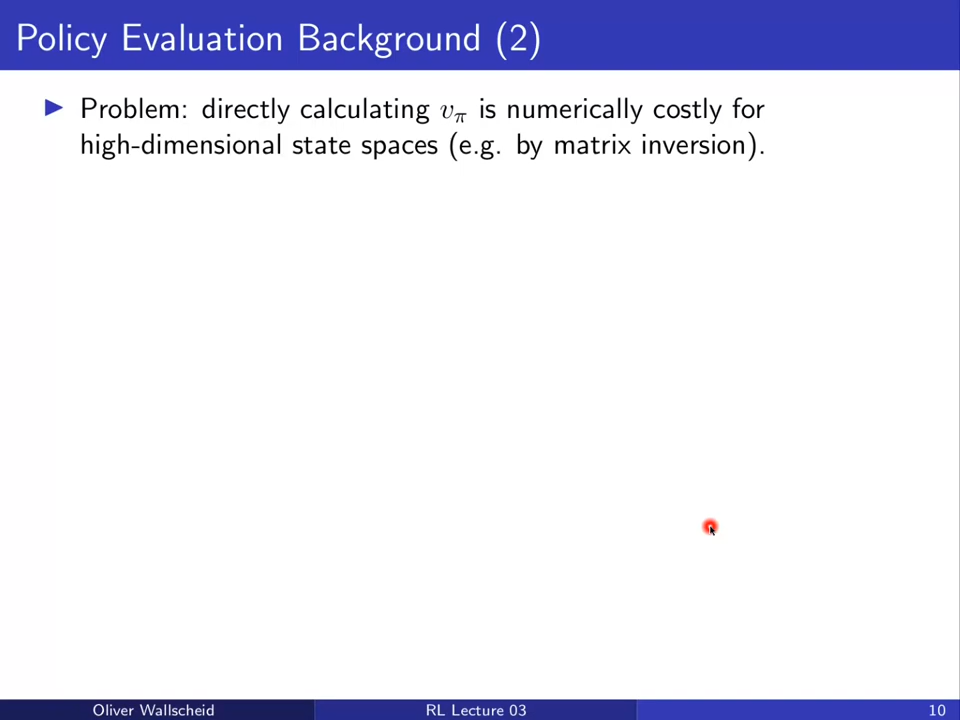 Policy Evaluation Background (2)
▶ Problem: directly calculating vπ is numerically costly for
high-dimensional state spaces (e.g. by matrix inversion).
Oliver Wallscheid RL Lecture 03 10